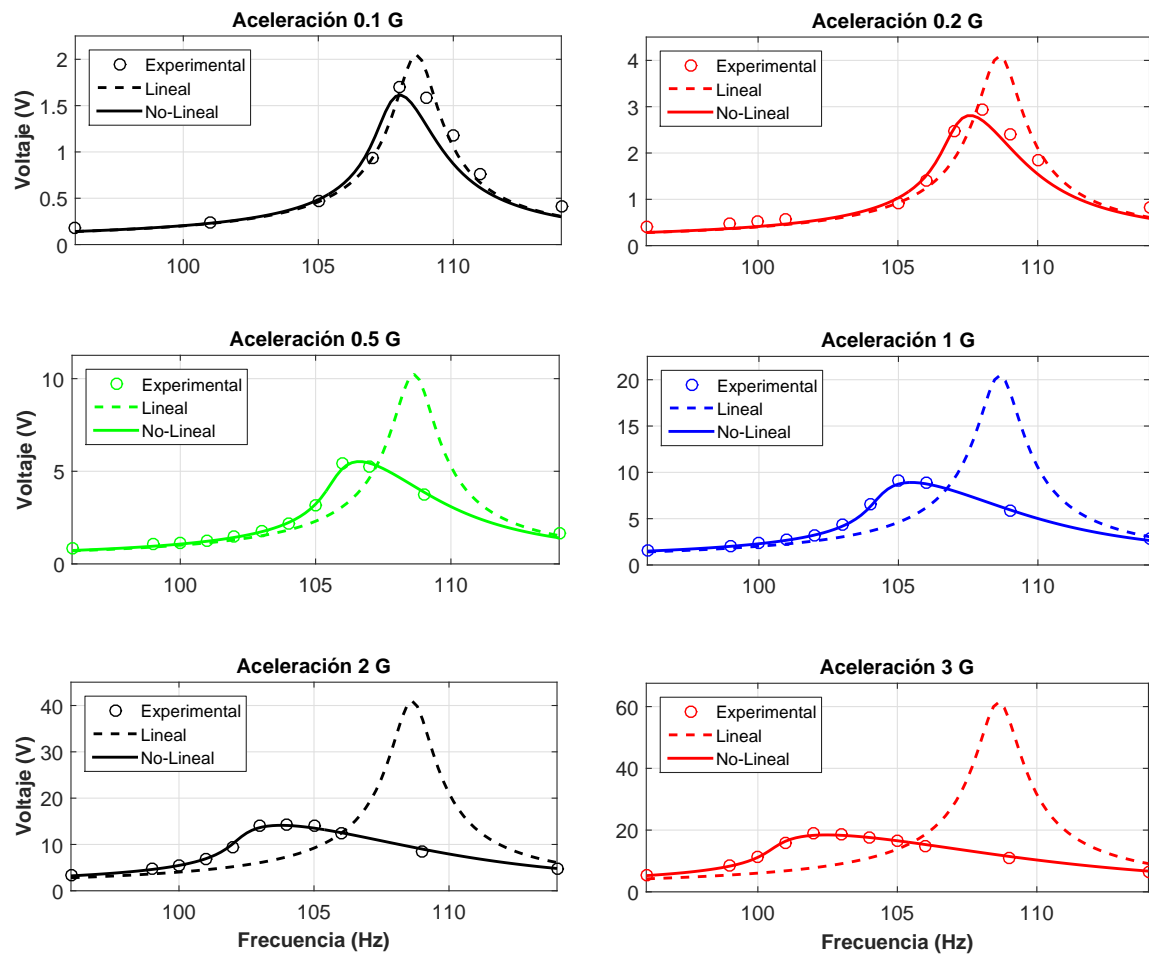 Aceleración 0.1 G
Voltaje (V)
2
1.5
1
0.5
0
100
105
110
Experimental
Lineal
No-Lineal
Aceleración 0.2 G
4
3
2
1
0
100
105
110
Experimental
Lineal
No-Lineal
Aceleración 0.5 G
Voltaje (V)
10
5
0
100
105
110
Experimental
Lineal
No-Lineal
Aceleración 1 G
20
15
10
5
0
100
105
110
Experimental
Lineal
No-Lineal
Aceleración 2 G
Voltaje (V)
40
30
20
10
0
100
105
110
Experimental
Lineal
No-Lineal
Frecuencia (Hz)
Aceleración 3 G
60
40
20
0
100
105
110
Experimental
Lineal
No-Lineal
Frecuencia (Hz)